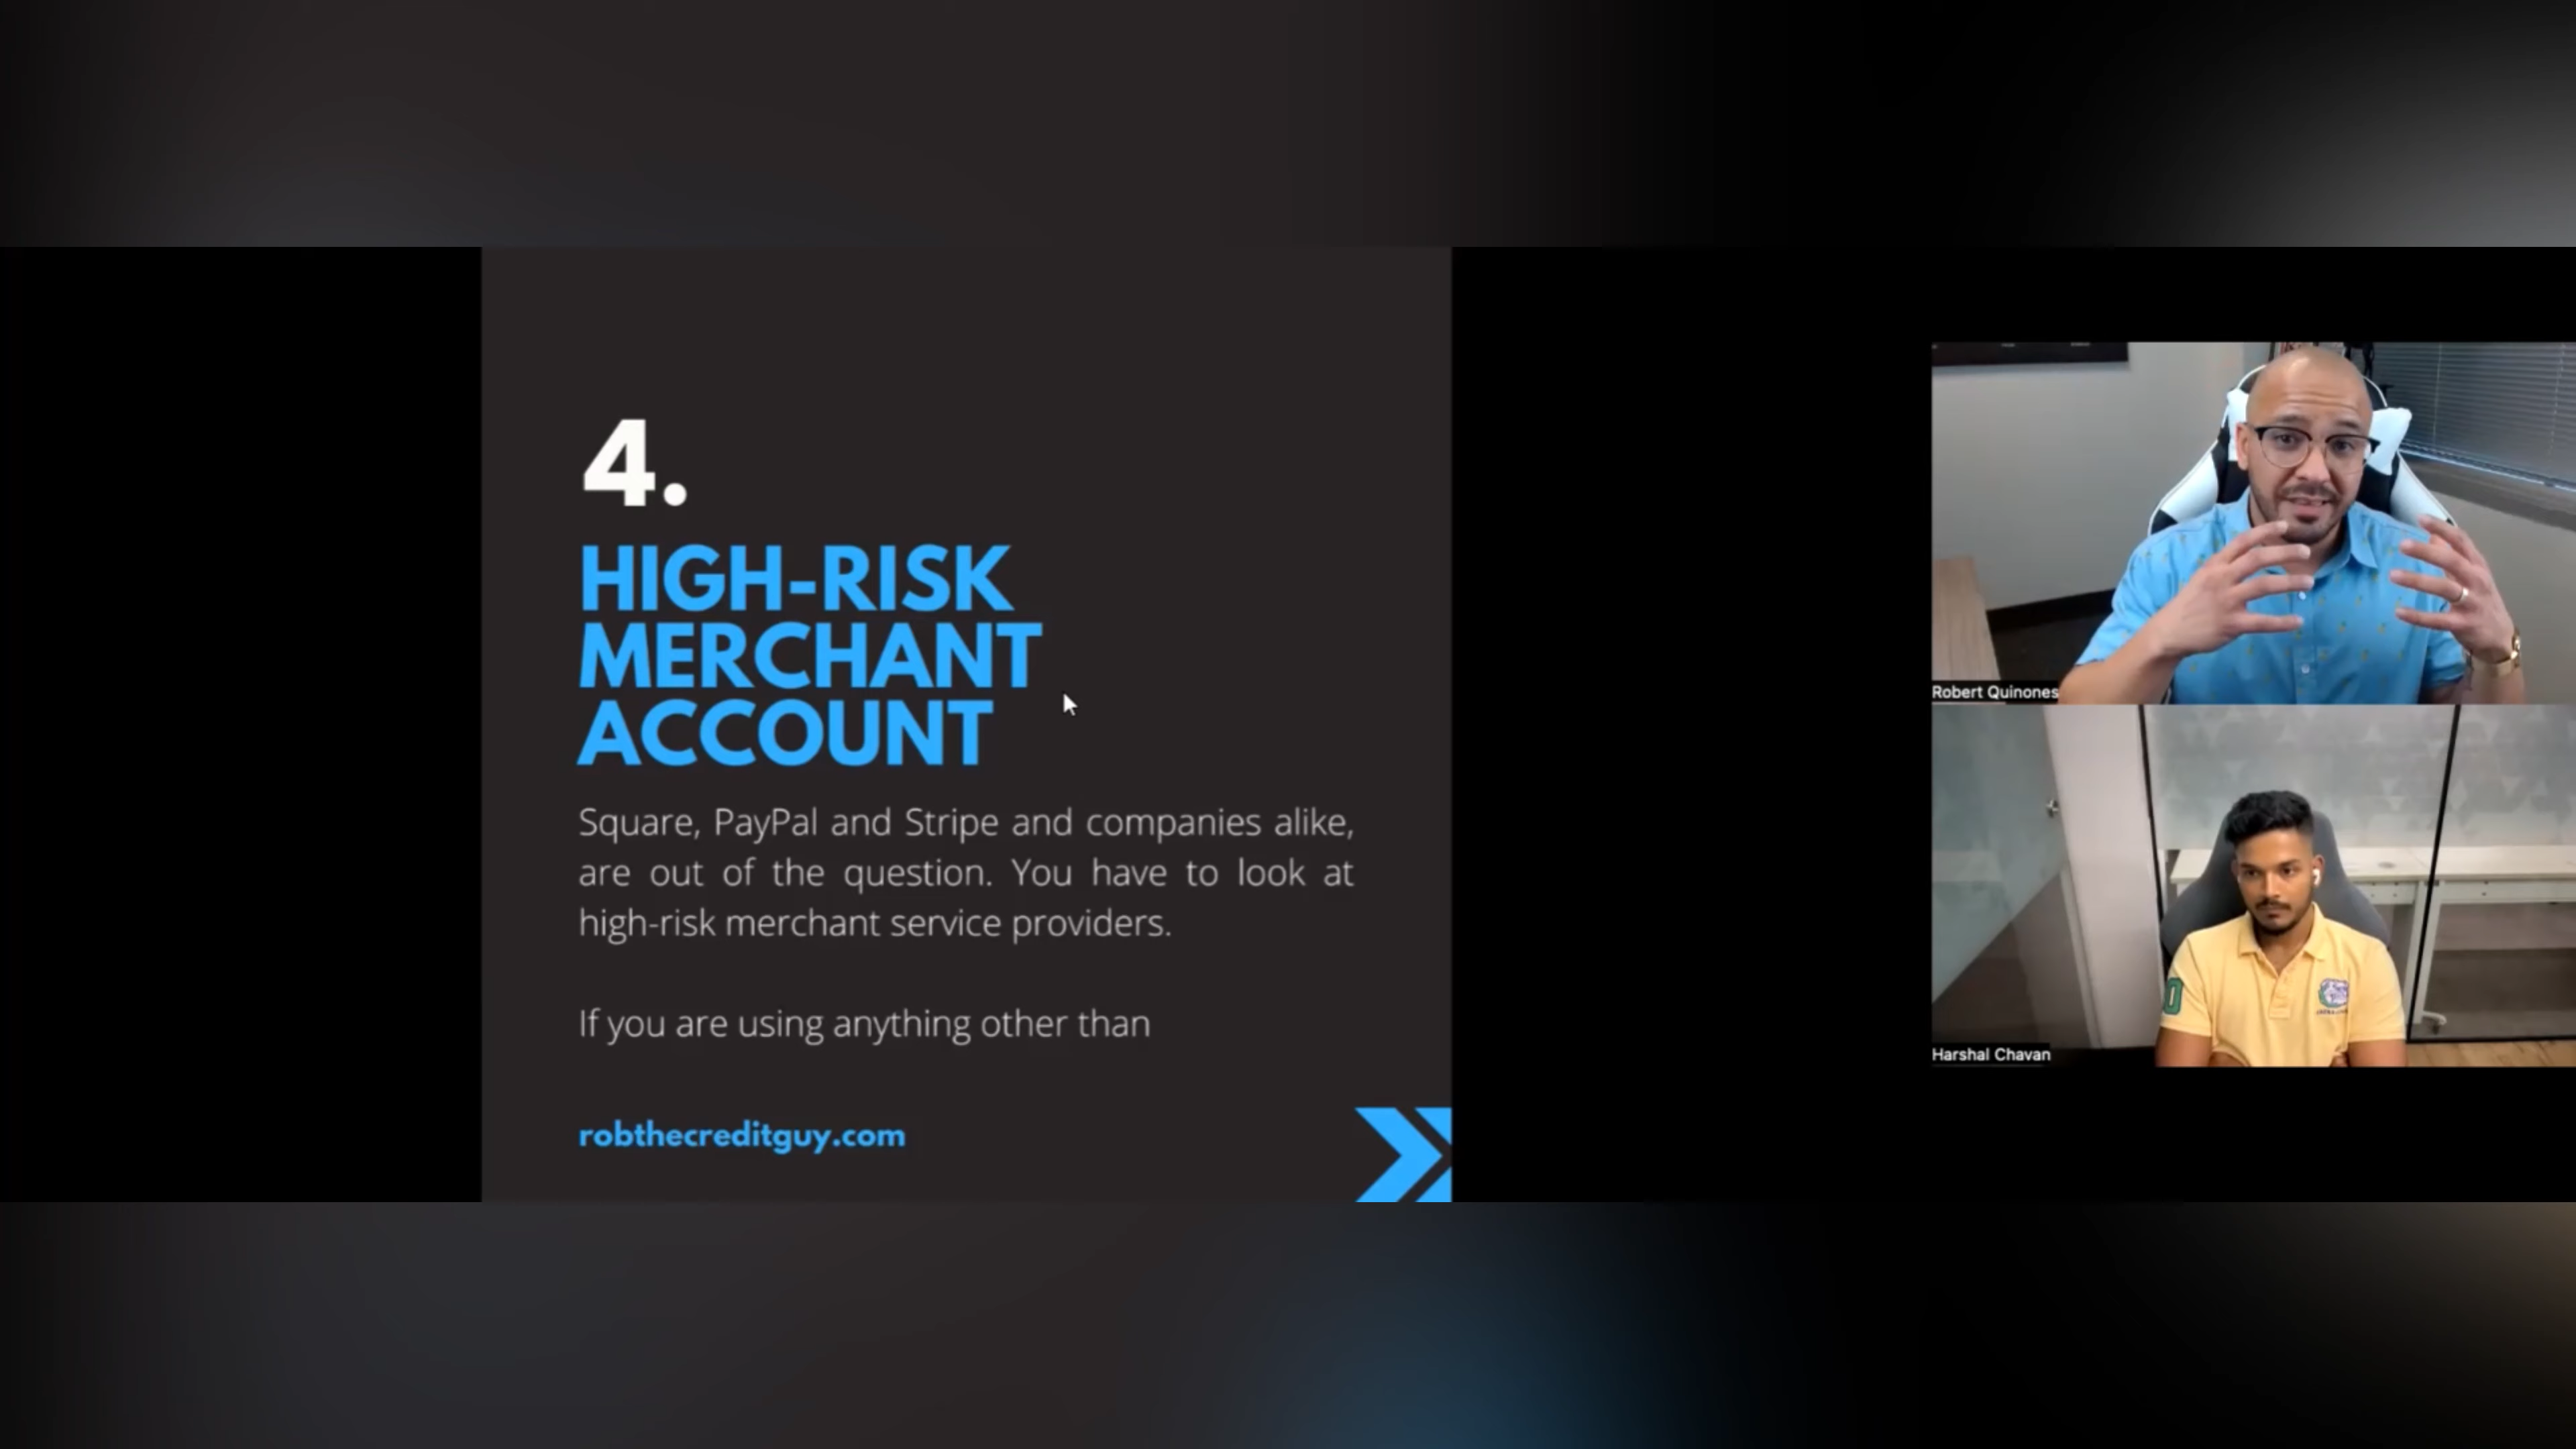 4.
HIGH-RISK
MERCHANT
ACCOUNT
Square, PayPal and Stripe and companies alike,
are out of the question. You have to look at
high-risk merchant service providers.
If you are using anything other than
robthecreditguy.com
Robert Quinones
Harshal Chavan